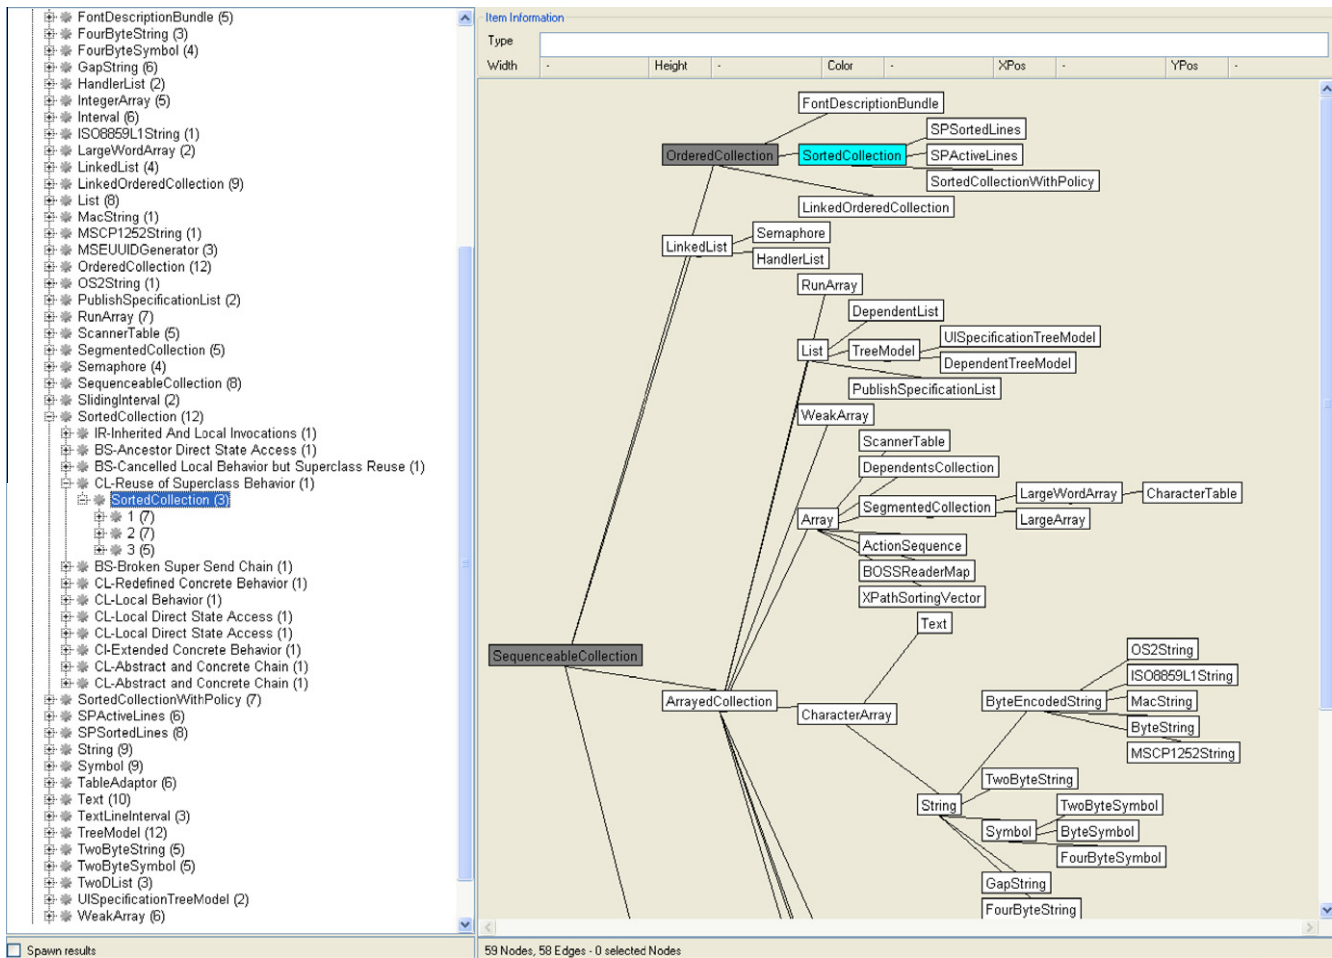 FontDescriptionBundle (5)
FourByteString (3)
FourByteSymbol (4)
GapString (6)
HandlerList (2)
IntegerArray (5)
Interval (6)
ISO8859L1String (1)
LargeWordArray (2)
LinkedList (4)
LinkedOrderedCollection (9)
List (8)
MacString (1)
MSCP1252String (1)
MSEUUIDGenerator (3)
OrderedCollection (12)
OS2String (1)
PublishSpecificationList (2)
RunArray (7)
ScannerTable (5)
SegmentedCollection (5)
Semaphore (4)
SequenceableCollection (8)
SlidingInterval (2)
SortedCollection (12)
IR-Inherited And Local Invocations (1)
BS-Ancestor Direct State Access (1)
BS-Cancelled Local Behavior but Superclass Reuse (1)
CL-Reuse of Superclass Behavior (1)
SortedCollection (3)
1 (7)
2 (7)
3 (5)
BS-Broken Super Send Chain (1)
CL-Redefined Concrete Behavior (1)
CL-Local Behavior (1)
CL-Local Direct State Access (1)
CL-Local Direct State Access (1)
Cl-Extended Concrete Behavior (1)
CL-Abstract and Concrete Chain (1)
CL-Abstract and Concrete Chain (1)
SortedCollectionWithPolicy (7)
SPActiveLines (6)
SPSortedLines (8)
String (9)
Symbol (9)
TableAdaptor (6)
Text (10)
TextLineInterval (3)
TreeModel (12)
TwoByteString (5)
TwoByteSymbol (5)
TwoDList (3)
UISpecificationTreeModel (2)
WeakArray (6)
Spawn results
Item Information
Type
Width - Height - Color - XPos - YPos -
FontDescriptionBundle
SPSortedLines
OrderedCollection SortedCollection SPActiveLines
SortedCollectionWithPolicy
LinkedOrderedCollection
Semaphore
LinkedList
HandlerList
RunArray
DependentList
UISpecificationTreeModel
List TreeModel
DependentTreeModel
PublishSpecificationList
WeakArray
ScannerTable
DependentsCollection
LargeWordArray CharacterTable
SegmentedCollection
Array LargeArray
ActionSequence
BOSSReaderMap
XPathSortingVector
Text
OS2String
SequenceableCollection
ISO8859L1String
ArrayedCollection ByteEncodedString MacString
CharacterArray
ByteString
MSCP1252String
TwoByteString
String TwoByteSymbol
Symbol ByteSymbol
FourByteSymbol
GapString
FourByteString
59 Nodes, 58 Edges - 0 selected Nodes